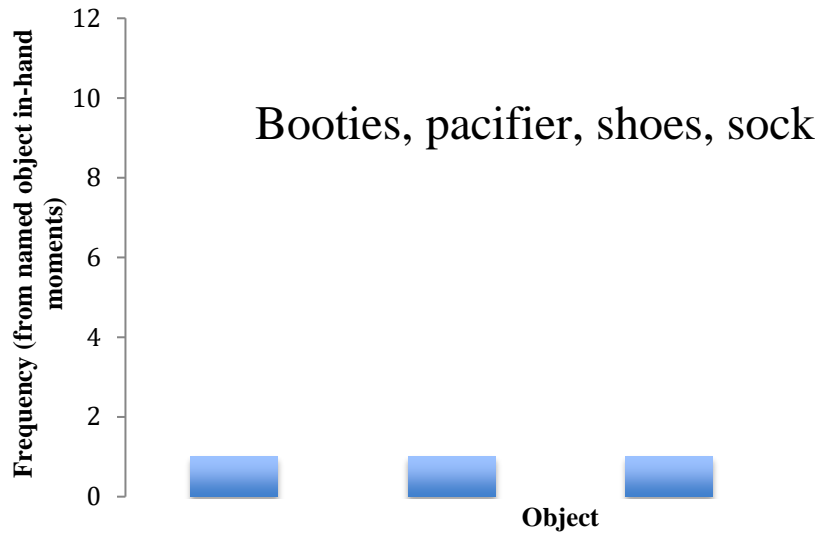 Frequency (from named object in-hand
moments)
12
10
8
6
4
2
0
Booties, pacifier, shoes, sock
Object